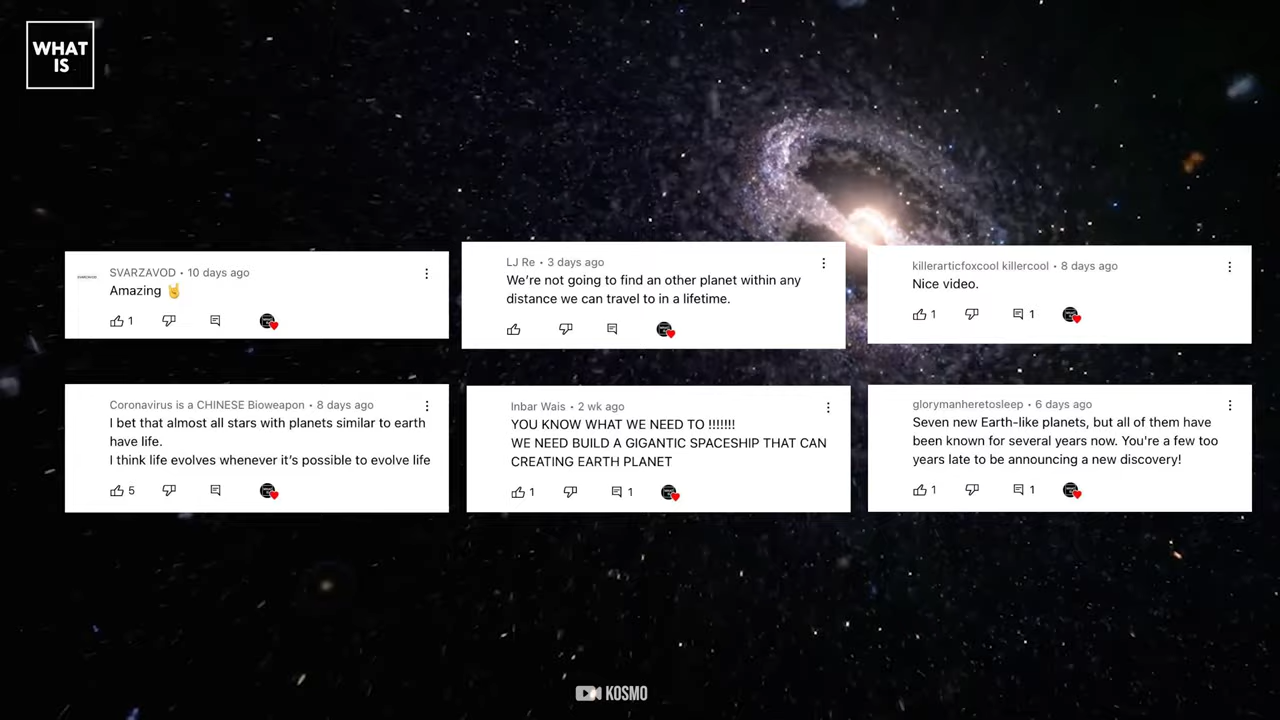 WHAT
IS
SVARZAVOD • 10 days ago
Amazing 🤘
1
LJ Re • 3 days ago
We're not going to find an other planet within any
distance we can travel to in a lifetime.
killerarticfoxcool killercool • 8 days ago
Nice video.
1
1
Coronavirus is a CHINESE Bioweapon • 8 days ago
I bet that almost all stars with planets similar to earth
have life.
I think life evolves whenever it's possible to evolve life
5
Inbar Wais • 2 wk ago
YOU KNOW WHAT WE NEED TO !!!!!!!
WE NEED BUILD A GIGANTIC SPACESHIP THAT CAN
CREATING EARTH PLANET
1
1
glorymanheretosleep • 6 days ago
Seven new Earth-like planets, but all of them have
been known for several years now. You're a few too
years late to be announcing a new discovery!
1
1
KOSMO